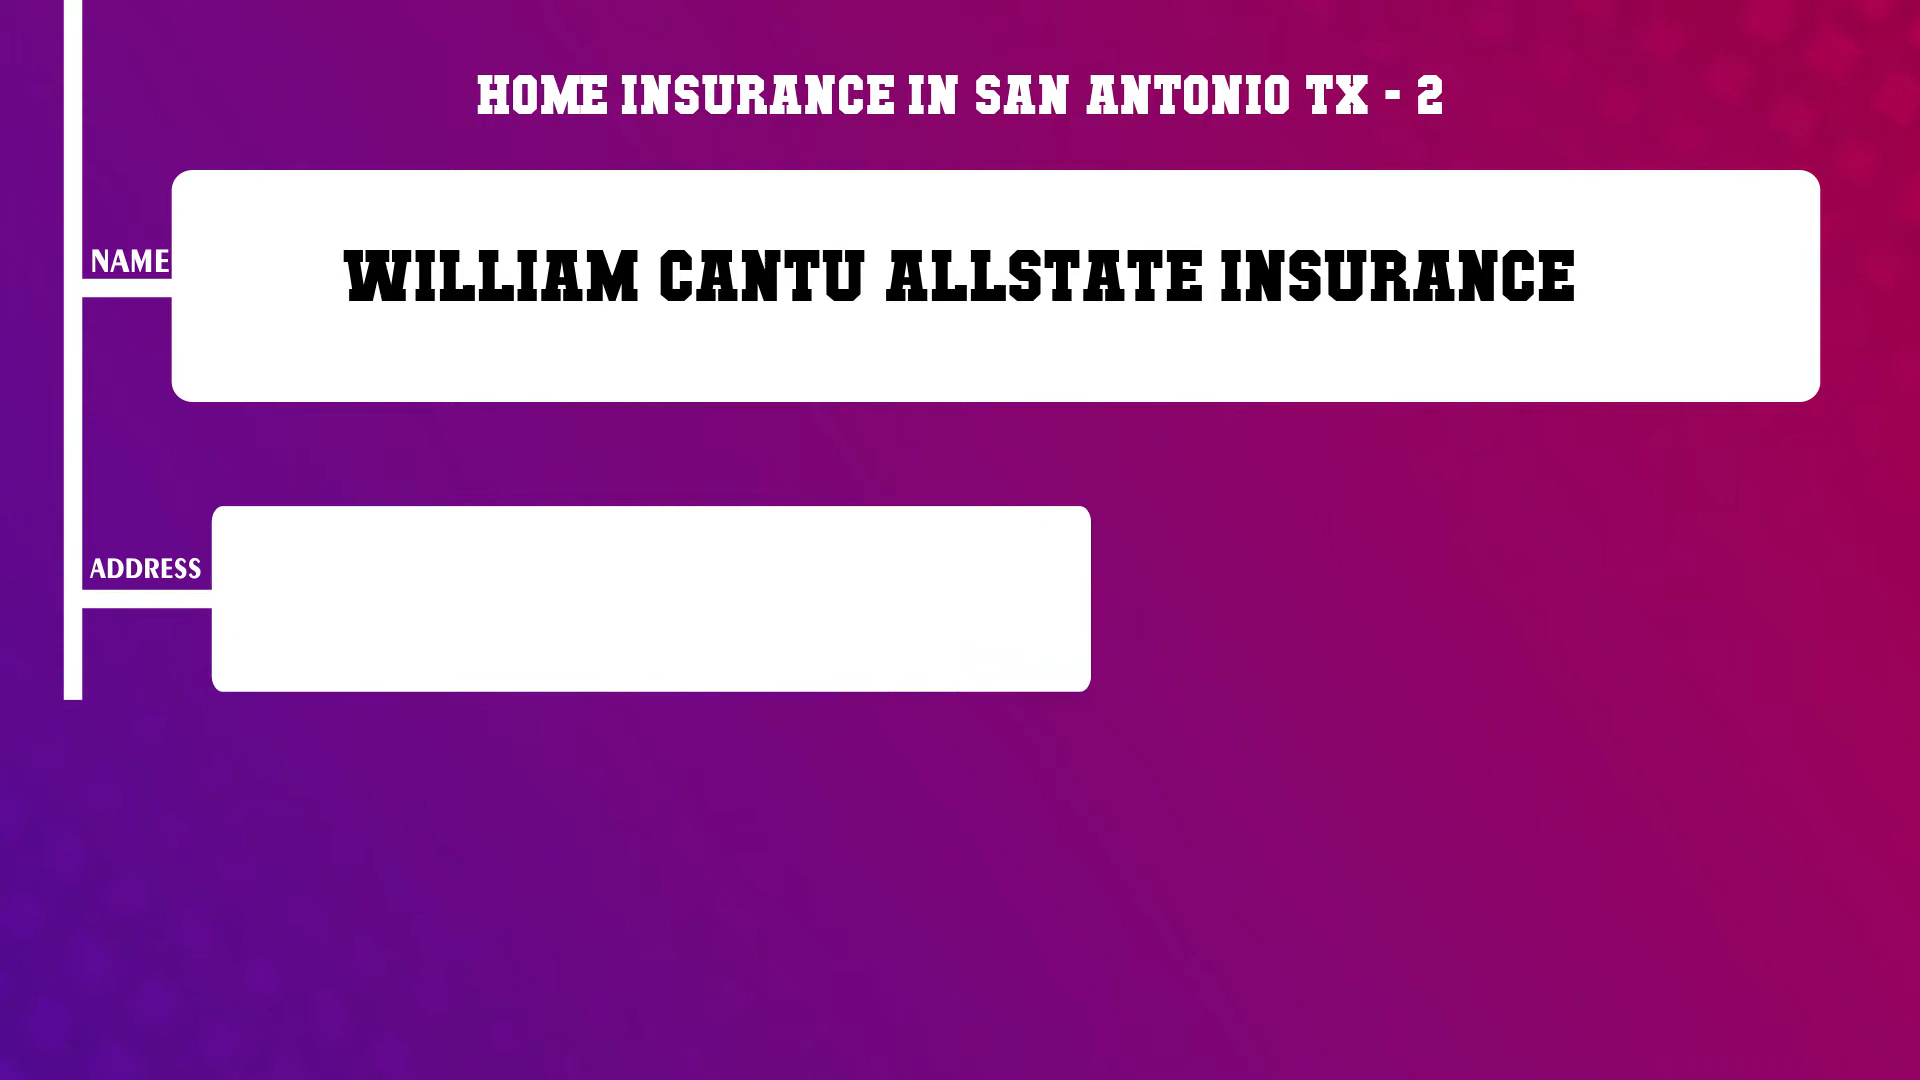 HOME INSURANCE IN SAN ANTONIO TX - 2
NAME
WILLIAM CANTU ALLSTATE INSURANCE
ADDRESS